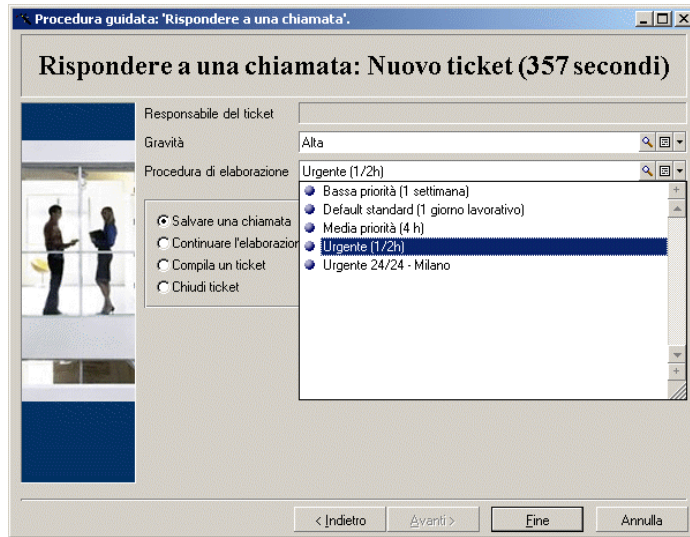 Procedura guidata: 'Rispondere a una chiamata'.
Rispondere a una chiamata: Nuovo ticket (357 secondi)
Responsabile del ticket
Gravità Alta
Procedura di elaborazione Urgente (1/2h)
Bassa priorità (1 settimana)
Default standard (1 giorno lavorativo)
Media priorità (4 h)
Urgente (1/2h)
Urgente 24/24 - Milano
Salvare una chiamata
Continuare l'elaborazior
Compila un ticket
Chiudi ticket
< Indietro Avanti > Fine Annulla